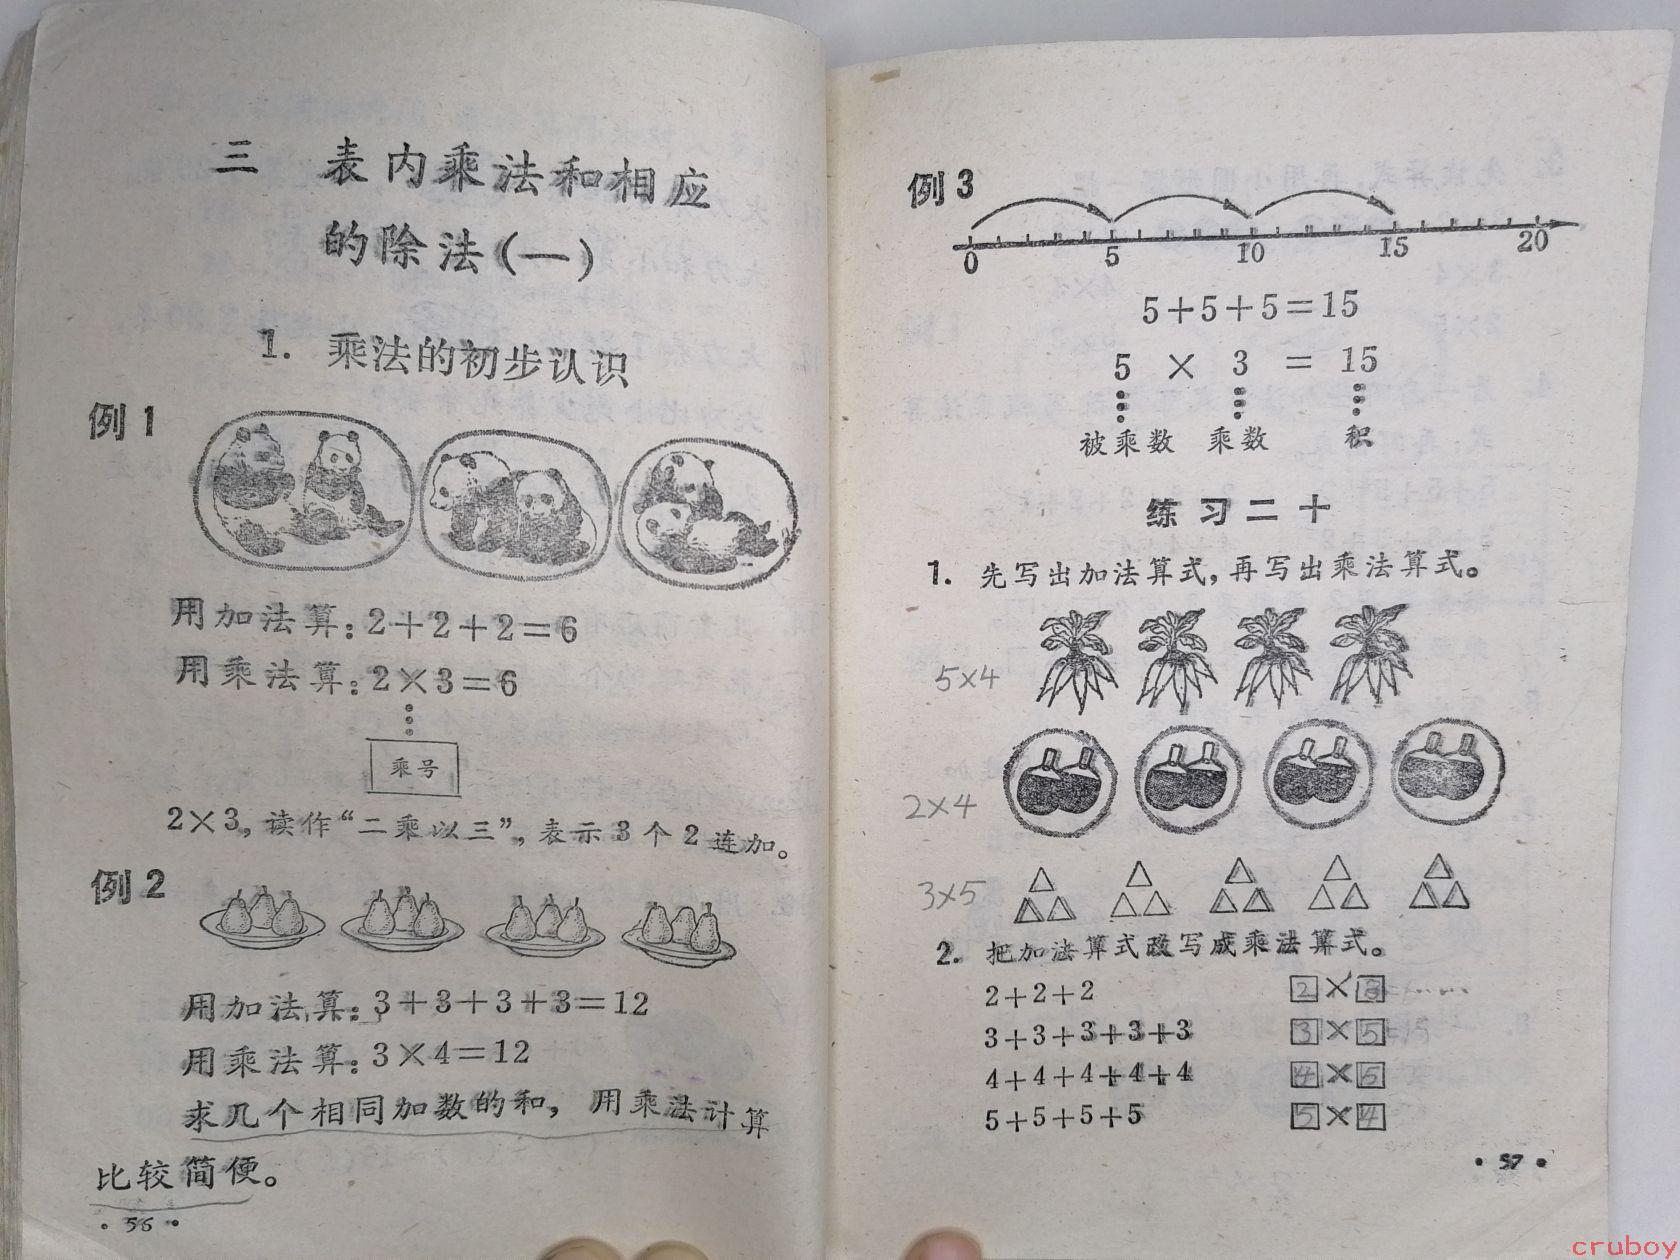 三 表内乘法和相应
的除法(一)
1. 乘法的初步认识
例1
用加法算:2+2+2=6
用乘法算:2×3=6
乘号
2×3,读作“二乘以三”,表示3个2连加。
例2
用加法算:3+3+3+3=12
用乘法算:3×4=12
求几个相同加数的和,用乘法计算
比较简便。
·56·
例3
0 5 10 15 20
5+5+5=15
5 × 3 = 15
被乘数 乘数 积
练习二十
1. 先写出加法算式,再写出乘法算式。
5×4
2×4
3×5
2. 把加法算式改写成乘法算式。
2+2+2 2×3
3+3+3+3+3 3×5=15
4+4+4+4+4 4×5
5+5+5+5 5×4
·57·
cruboy